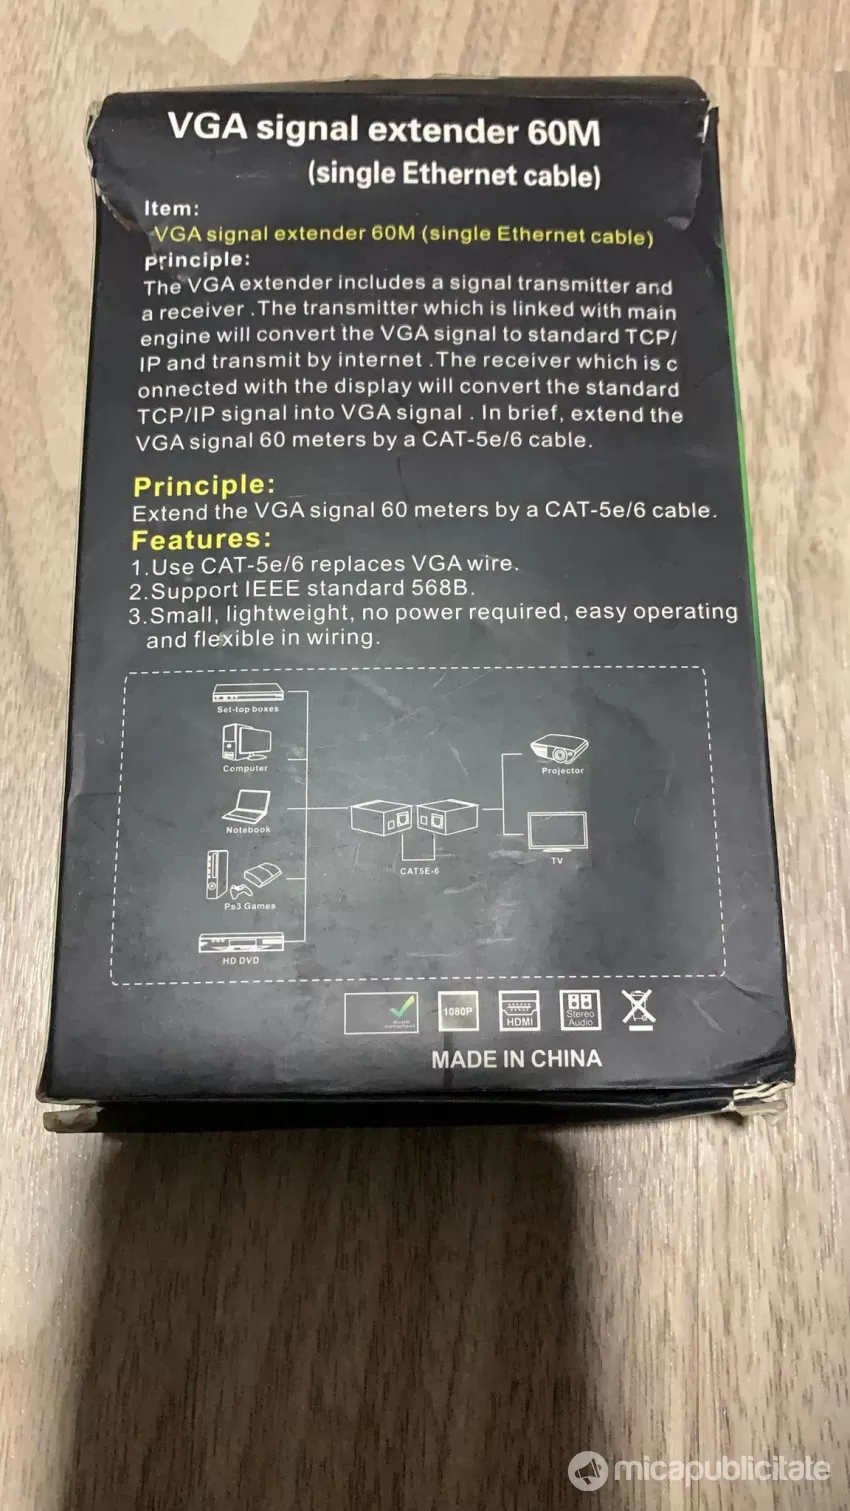 VGA signal extender 60M
(single Ethernet cable)
Item:
VGA signal extender 60M (single Ethernet cable)
Principle:
The VGA extender includes a signal transmitter and
a receiver .The transmitter which is linked with main
engine will convert the VGA signal to standard TCP/
IP and transmit by internet .The receiver which is c
onnected with the display will convert the standard
TCP/IP signal into VGA signal . In brief, extend the
VGA signal 60 meters by a CAT-5e/6 cable.
Principle:
Extend the VGA signal 60 meters by a CAT-5e/6 cable.
Features:
1.Use CAT-5e/6 replaces VGA wire.
2.Support IEEE standard 568B.
3.Small, lightweight, no power required, easy operating
and flexible in wiring.
Set-top boxes
Computer
Projector
Notebook
TV
CAT5E-6
Ps3 Games
HD DVD
1080P
HDMI
Stereo
Audio
MADE IN CHINA
micapublicitate